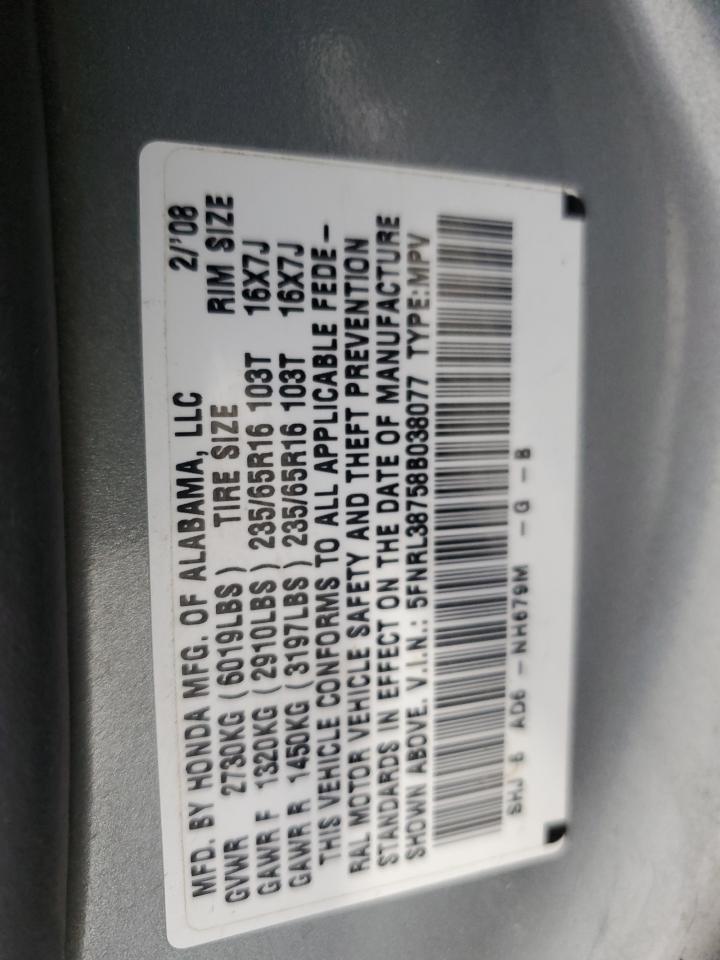 MFD. BY HONDA MFG. OF ALABAMA, LLC 2/'08
GVWR 2730KG (6019LBS) TIRE SIZE RIM SIZE
GAWR F 1320KG (2910LBS) 235/65R16 103T 16X7J
GAWR R 1450KG (3197LBS) 235/65R16 103T 16X7J
THIS VEHICLE CONFORMS TO ALL APPLICABLE FEDE-
RAL MOTOR VEHICLE SAFETY AND THEFT PREVENTION
STANDARDS IN EFFECT ON THE DATE OF MANUFACTURE
SHOWN ABOVE. V.I.N.: 5FNRL38758B038077 TYPE:MPV
AD6 -NH679M -G -B